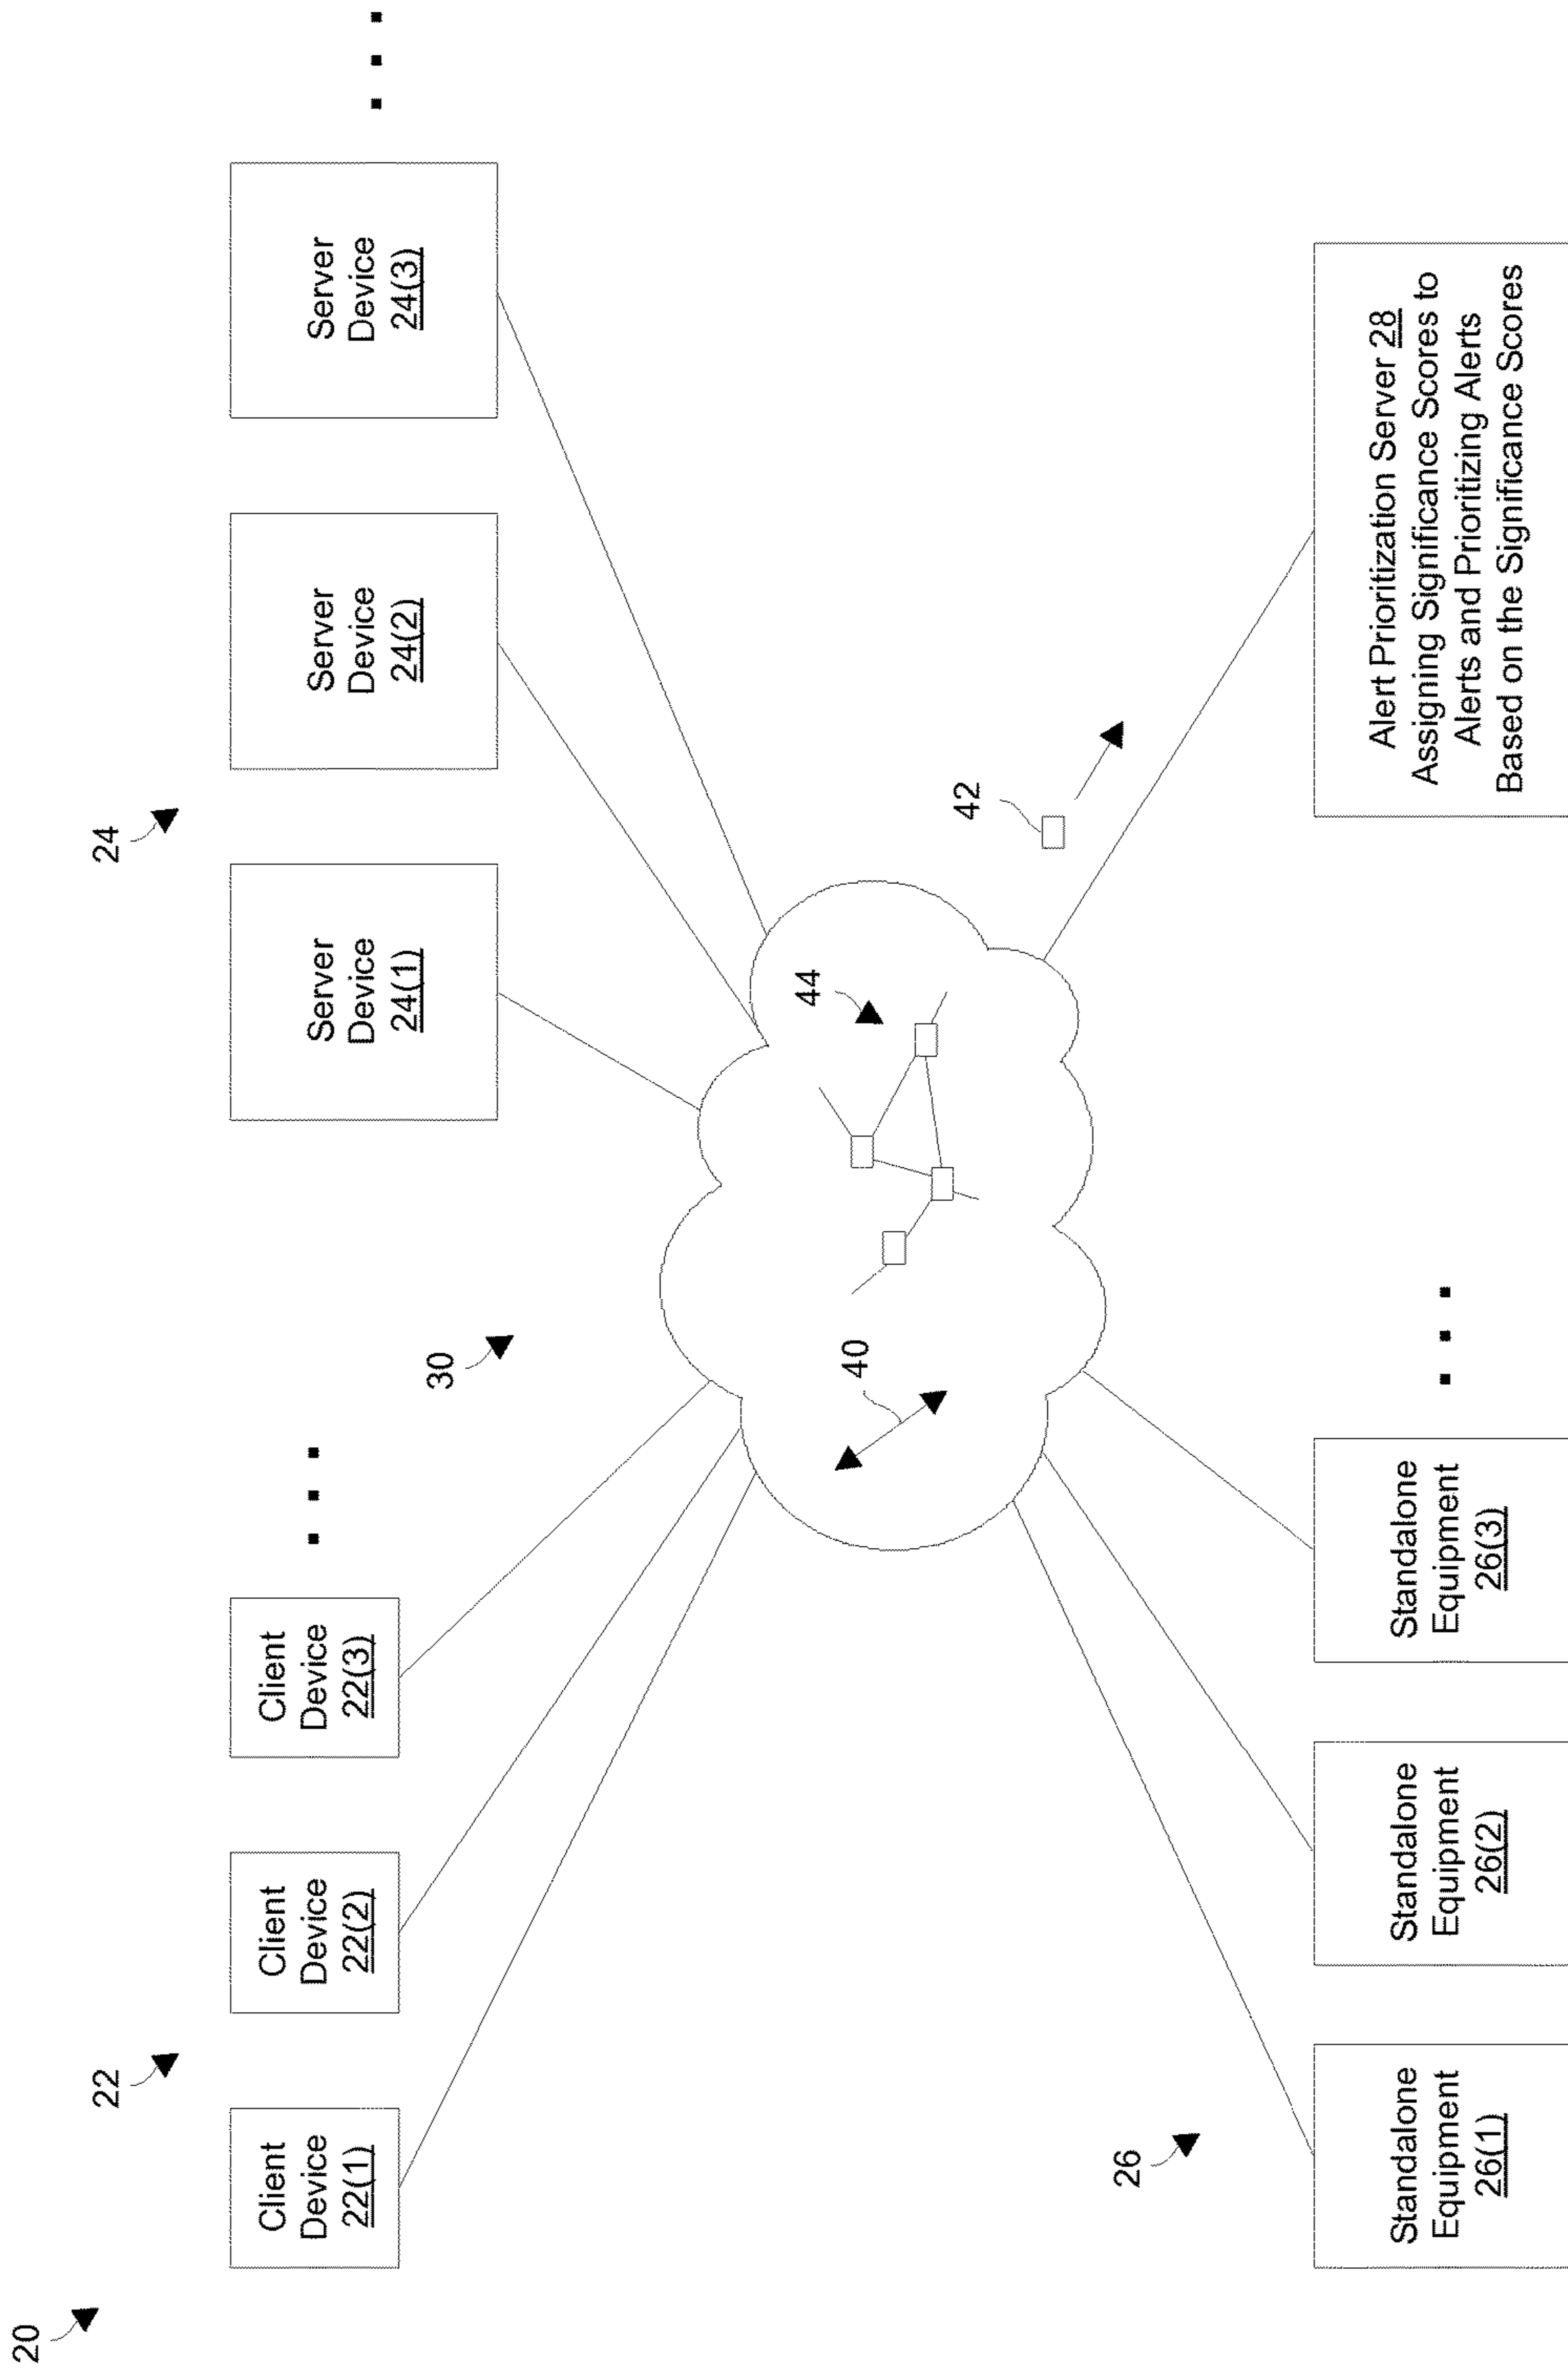 20
22
24
Client
Device
22(1)
Client
Device
22(2)
Client
Device
22(3)
Server
Device
24(1)
Server
Device
24(2)
Server
Device
24(3)
30
40
44
42
26
Standalone
Equipment
26(1)
Standalone
Equipment
26(2)
Standalone
Equipment
26(3)
Alert Prioritization Server 28
Assigning Significance Scores to
Alerts and Prioritizing Alerts
Based on the Significance Scores